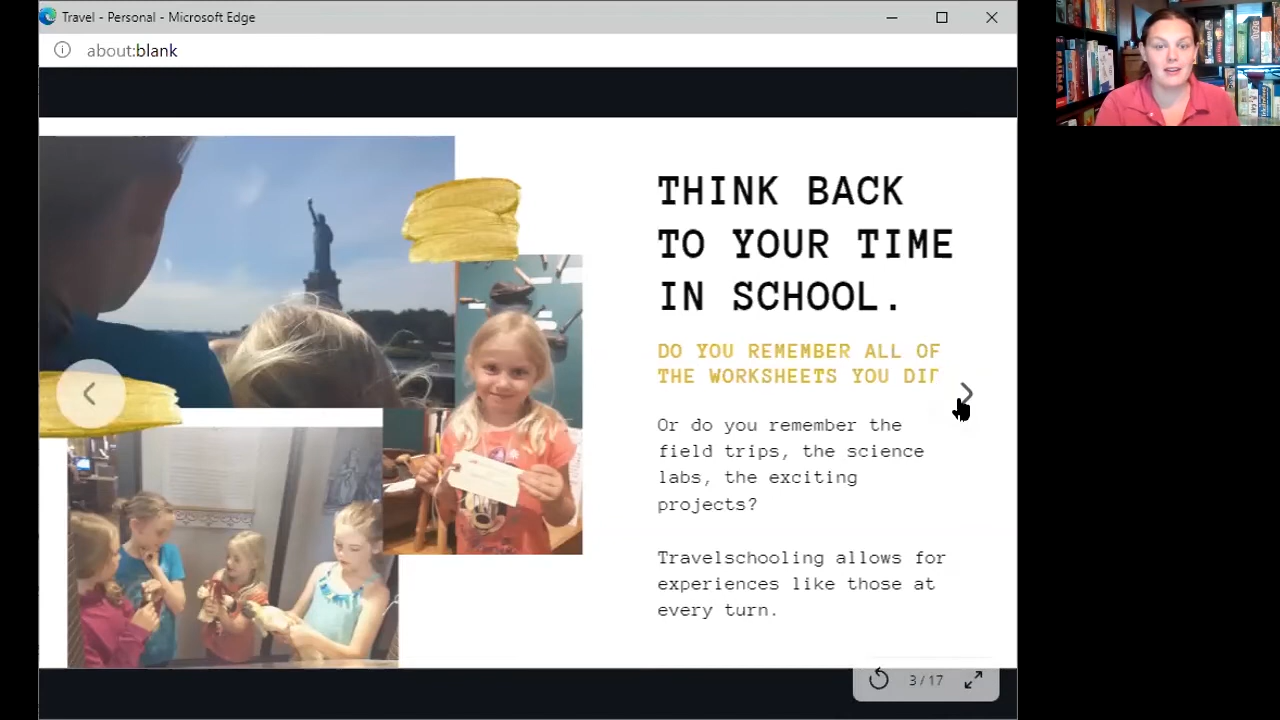 Travel - Personal - Microsoft Edge
about:blank
THINK BACK
TO YOUR TIME
IN SCHOOL.
DO YOU REMEMBER ALL OF
THE WORKSHEETS YOU
Or do you remember the
field trips, the science
labs, the exciting
projects?
Travelschooling allows for
experiences like those at
every turn.
3 / 17